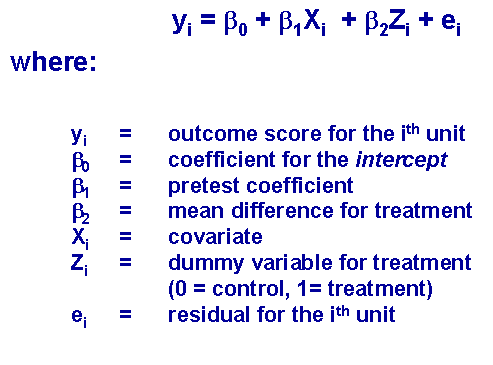 yᵢ = β₀ + β₁Xᵢ + β₂Zᵢ + eᵢ
where:
yᵢ = outcome score for the iᵗʰ unit
β₀ = coefficient for the intercept
β₁ = pretest coefficient
β₂ = mean difference for treatment
Xᵢ = covariate
Zᵢ = dummy variable for treatment
(0 = control, 1= treatment)
eᵢ = residual for the iᵗʰ unit